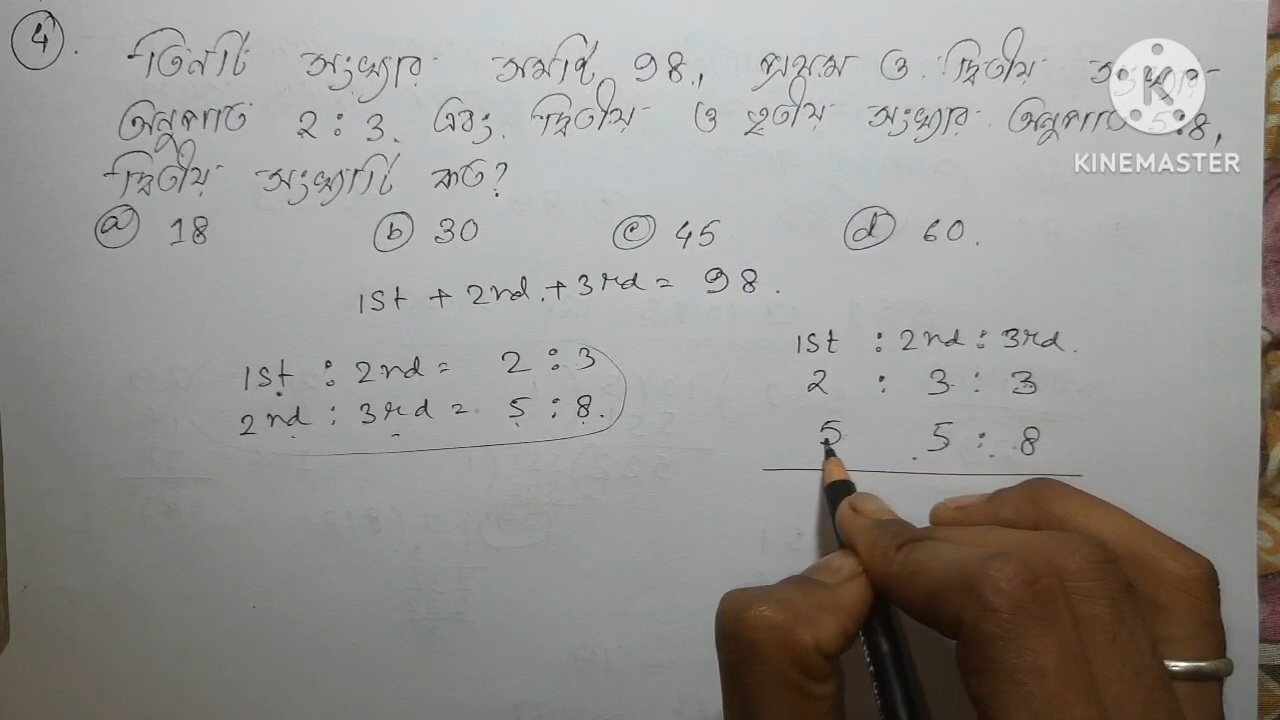 4.
তিনটি সংখ্যার সমষ্টি 98, প্রথম ও দ্বিতীয় সংখ্যার
অনুপাত 2:3. এবং দ্বিতীয় ও তৃতীয় সংখ্যার অনুপাত 5:8,
দ্বিতীয় সংখ্যাটি কত?
K
KINEMASTER
(a) 18 (b) 30 (c) 45 (d) 60.
1st + 2nd + 3rd = 98.
1st : 2nd = 2 : 3
2nd : 3rd = 5 : 8.
1st : 2nd : 3rd.
2 : 3 : 3
5 5 : 8